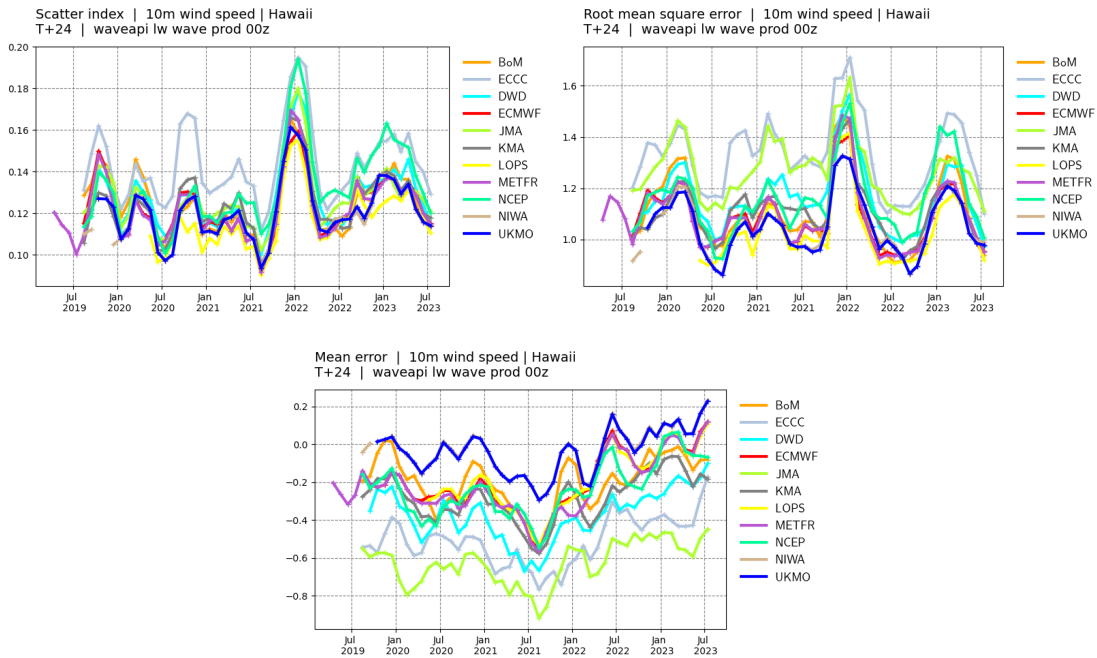 Scatter index | 10m wind speed | Hawaii
T+24 | waveapi lw wave prod 00z
0.20
0.18
0.16
0.14
0.12
0.10
Jul 2019
Jan 2020
Jul 2020
Jan 2021
Jul 2021
Jan 2022
Jul 2022
Jan 2023
Jul 2023
BoM
ECCC
DWD
ECMWF
JMA
KMA
LOPS
METFR
NCEP
NIWA
UKMO
Root mean square error | 10m wind speed | Hawaii
T+24 | waveapi lw wave prod 00z
1.6
1.4
1.2
1.0
Jul 2019
Jan 2020
Jul 2020
Jan 2021
Jul 2021
Jan 2022
Jul 2022
Jan 2023
Jul 2023
BoM
ECCC
DWD
ECMWF
JMA
KMA
LOPS
METFR
NCEP
NIWA
UKMO
Mean error | 10m wind speed | Hawaii
T+24 | waveapi lw wave prod 00z
0.2
0.0
−0.2
−0.4
−0.6
−0.8
Jul 2019
Jan 2020
Jul 2020
Jan 2021
Jul 2021
Jan 2022
Jul 2022
Jan 2023
Jul 2023
BoM
ECCC
DWD
ECMWF
JMA
KMA
LOPS
METFR
NCEP
NIWA
UKMO